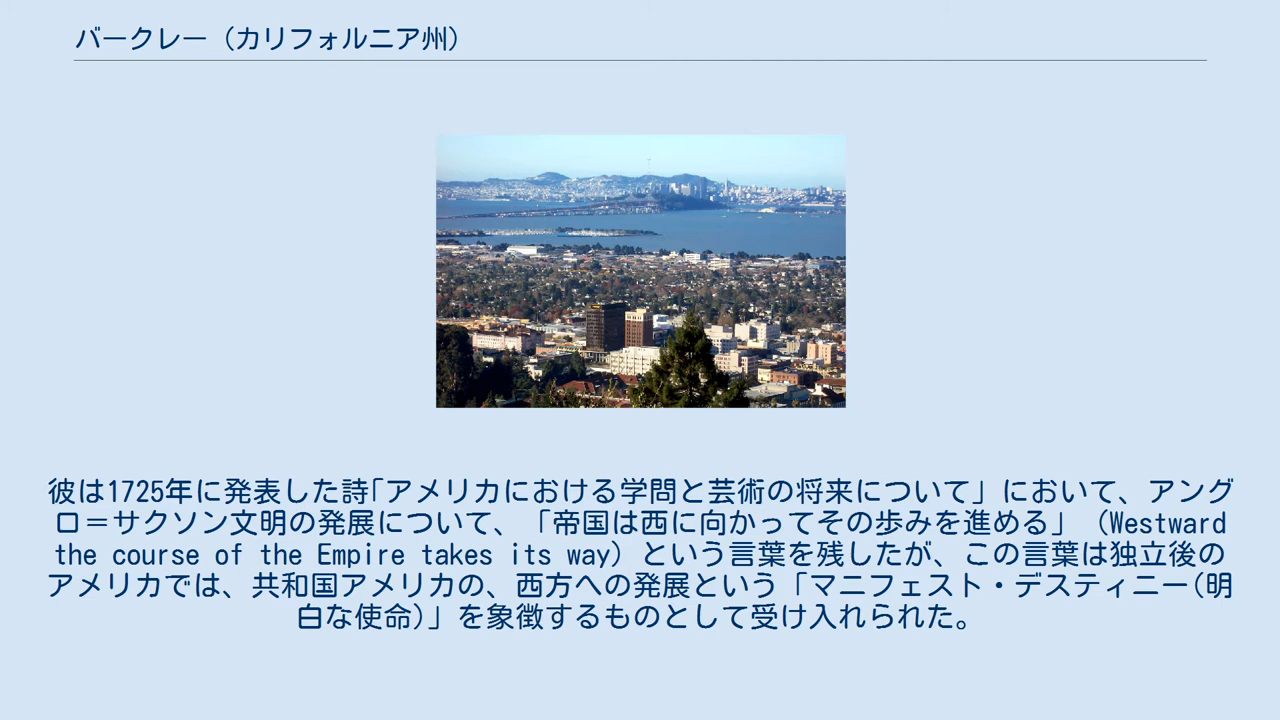 バークレー（カリフォルニア州）
彼は1725年に発表した詩｢アメリカにおける学問と芸術の将来について」において、アング
ロ＝サクソン文明の発展について、「帝国は西に向かってその歩みを進める」（Westward
the course of the Empire takes its way）という言葉を残したが、この言葉は独立後の
アメリカでは、共和国アメリカの、西方への発展という「マニフェスト・デスティニー(明
白な使命)」を象徴するものとして受け入れられた。